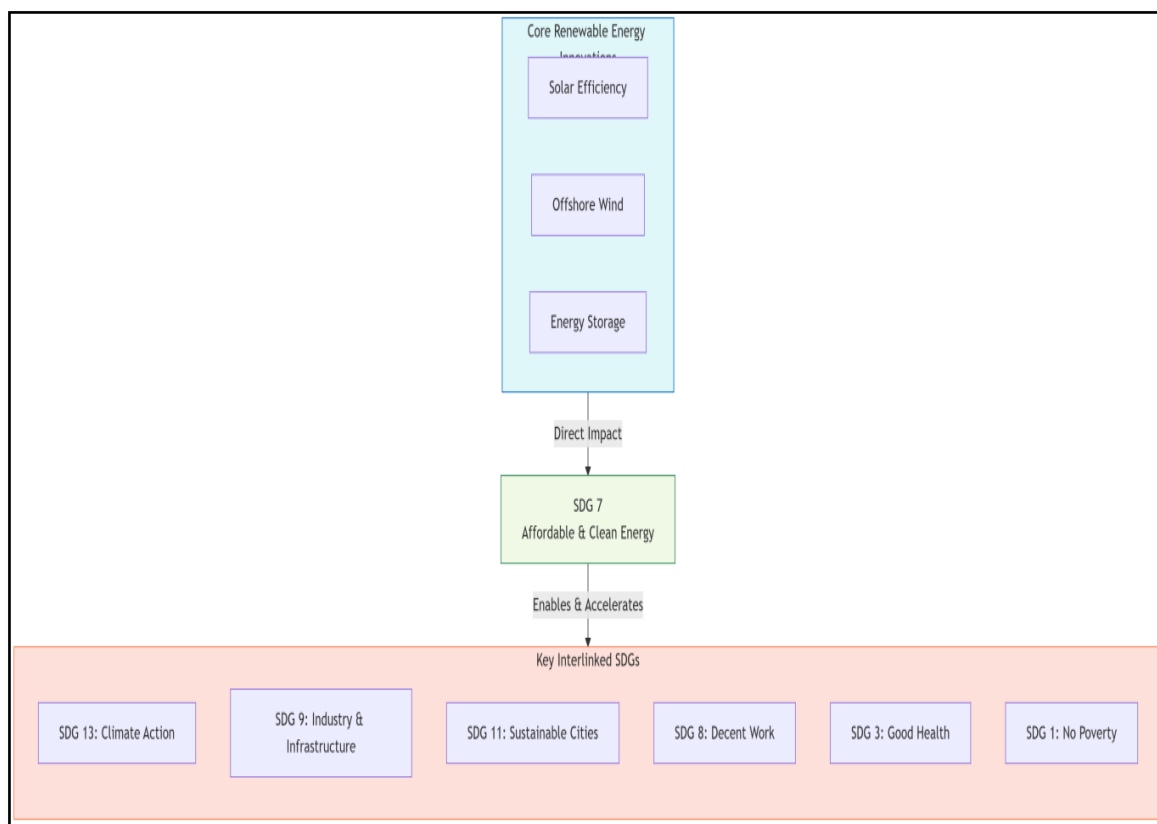 Core Renewable Energy
Innovations
Solar Efficiency
Offshore Wind
Energy Storage
Direct Impact
SDG 7
Affordable & Clean Energy
Enables & Accelerates
Key Interlinked SDGs
SDG 13: Climate Action
SDG 9: Industry &
Infrastructure
SDG 11: Sustainable Cities
SDG 8: Decent Work
SDG 3: Good Health
SDG 1: No Poverty